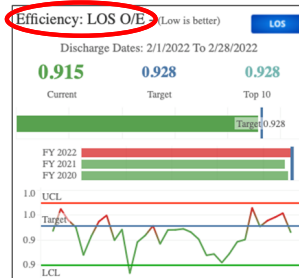 Efficiency: LOS O/E - (Low is better)
LOS
Discharge Dates: 2/1/2022 To 2/28/2022
0.915 0.928 0.928
Current Target Top 10
Target 0.928
FY 2022
FY 2021
FY 2020
1.0 UCL
1.0 Target
0.9
0.9 LCL